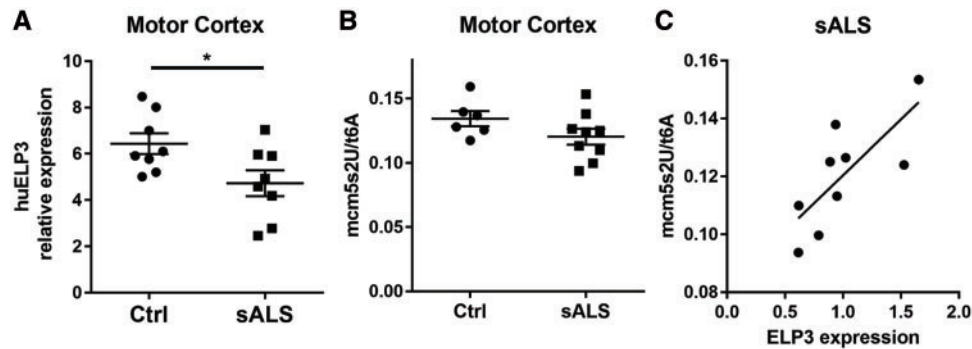 A
Motor Cortex
*
huELP3
relative expression
10
8
6
4
2
0
Ctrl
sALS
B
Motor Cortex
mcm5s2U/t6A
0.15
0.10
0.05
0.00
Ctrl
sALS
C
sALS
mcm5s2U/t6A
0.16
0.14
0.12
0.10
0.08
0.0 0.5 1.0 1.5 2.0
ELP3 expression